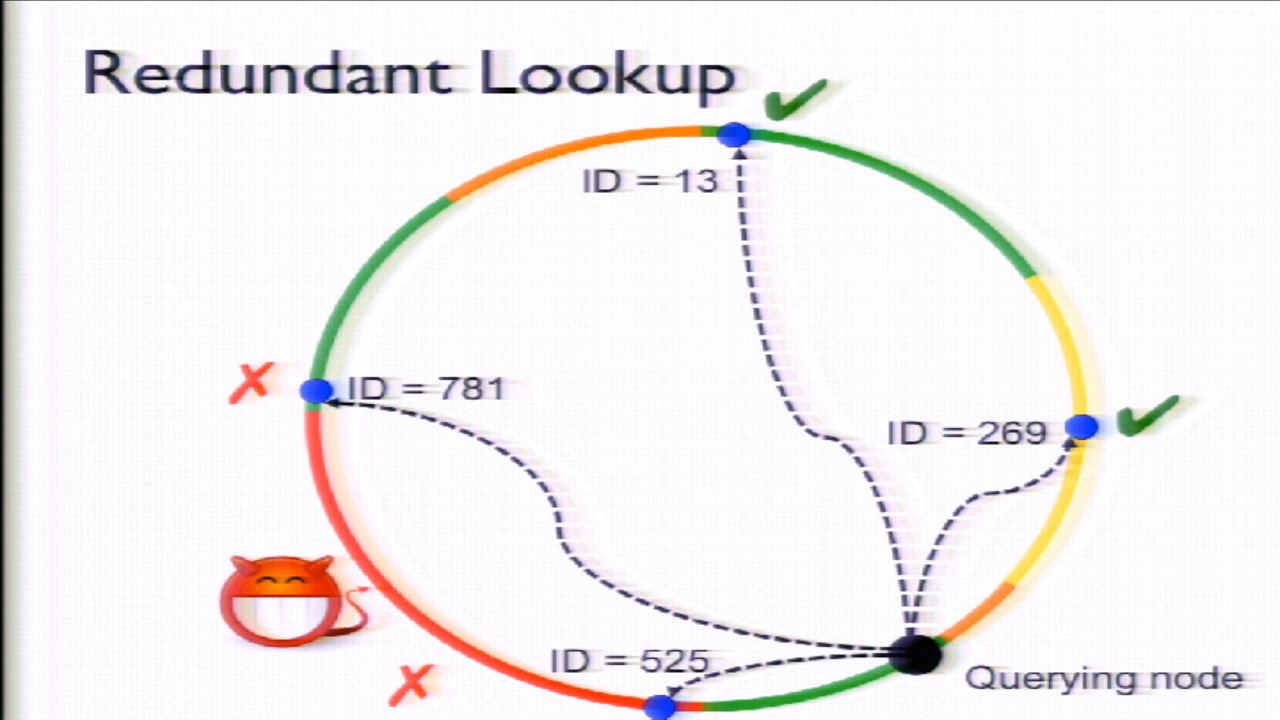 Redundant Lookup
ID = 13
ID = 781
ID = 269
ID = 525
Querying node